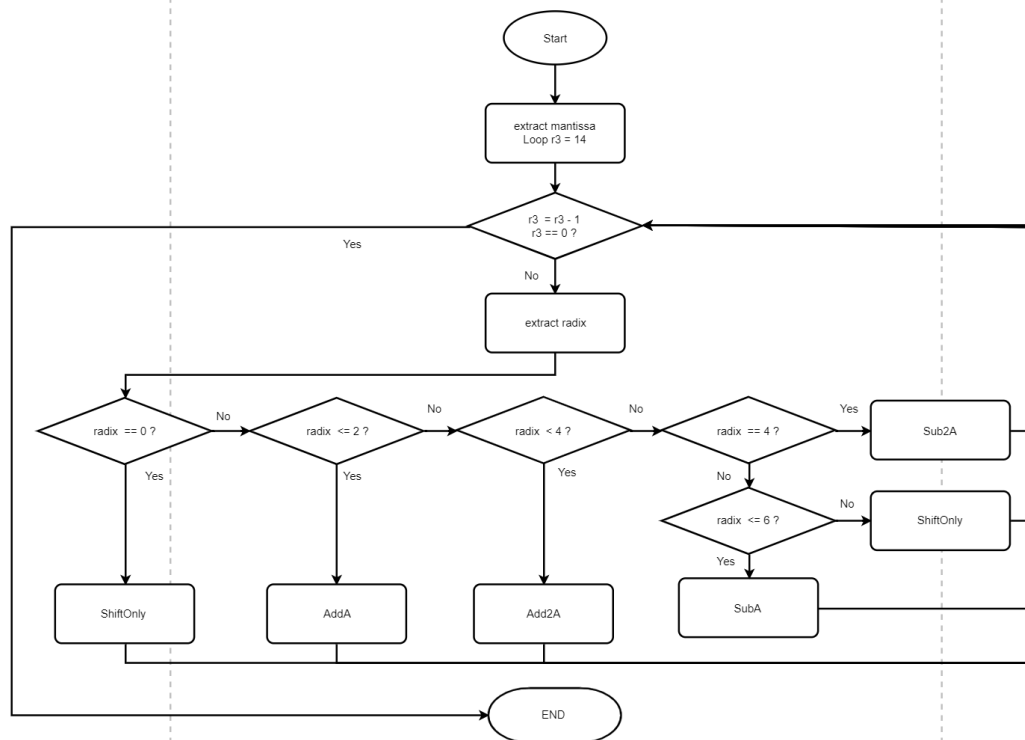 Start
extract mantissa
Loop r3 = 14
r3 = r3 - 1
r3 == 0 ?
Yes
No
extract radix
radix == 0 ?
No
radix <= 2 ?
No
radix < 4 ?
No
radix == 4 ?
Yes
Sub2A
Yes
Yes
Yes
No
radix <= 6 ?
No
ShiftOnly
Yes
ShiftOnly
AddA
Add2A
SubA
END